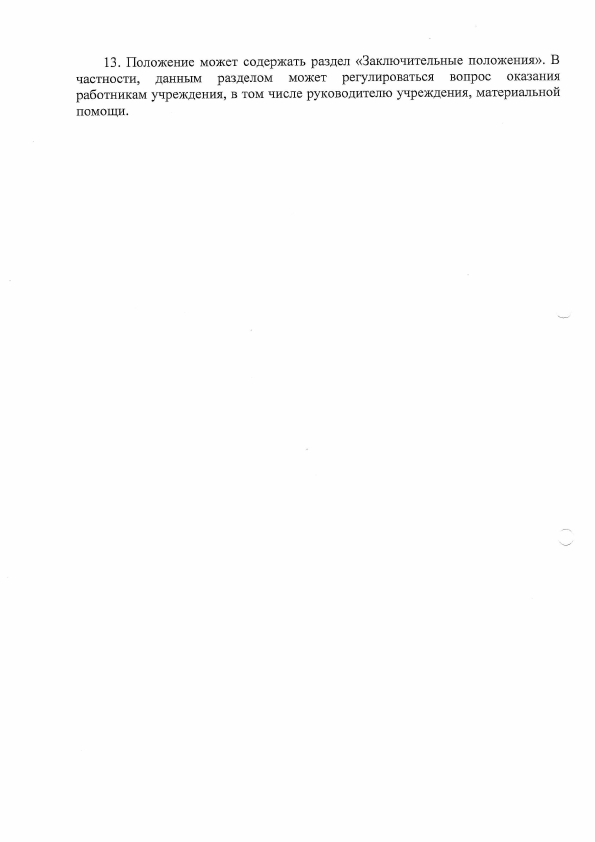 13. Положение может содержать раздел «Заключительные положения». В
частности, данным разделом может регулироваться вопрос оказания
работникам учреждения, в том числе руководителю учреждения, материальной
помощи.